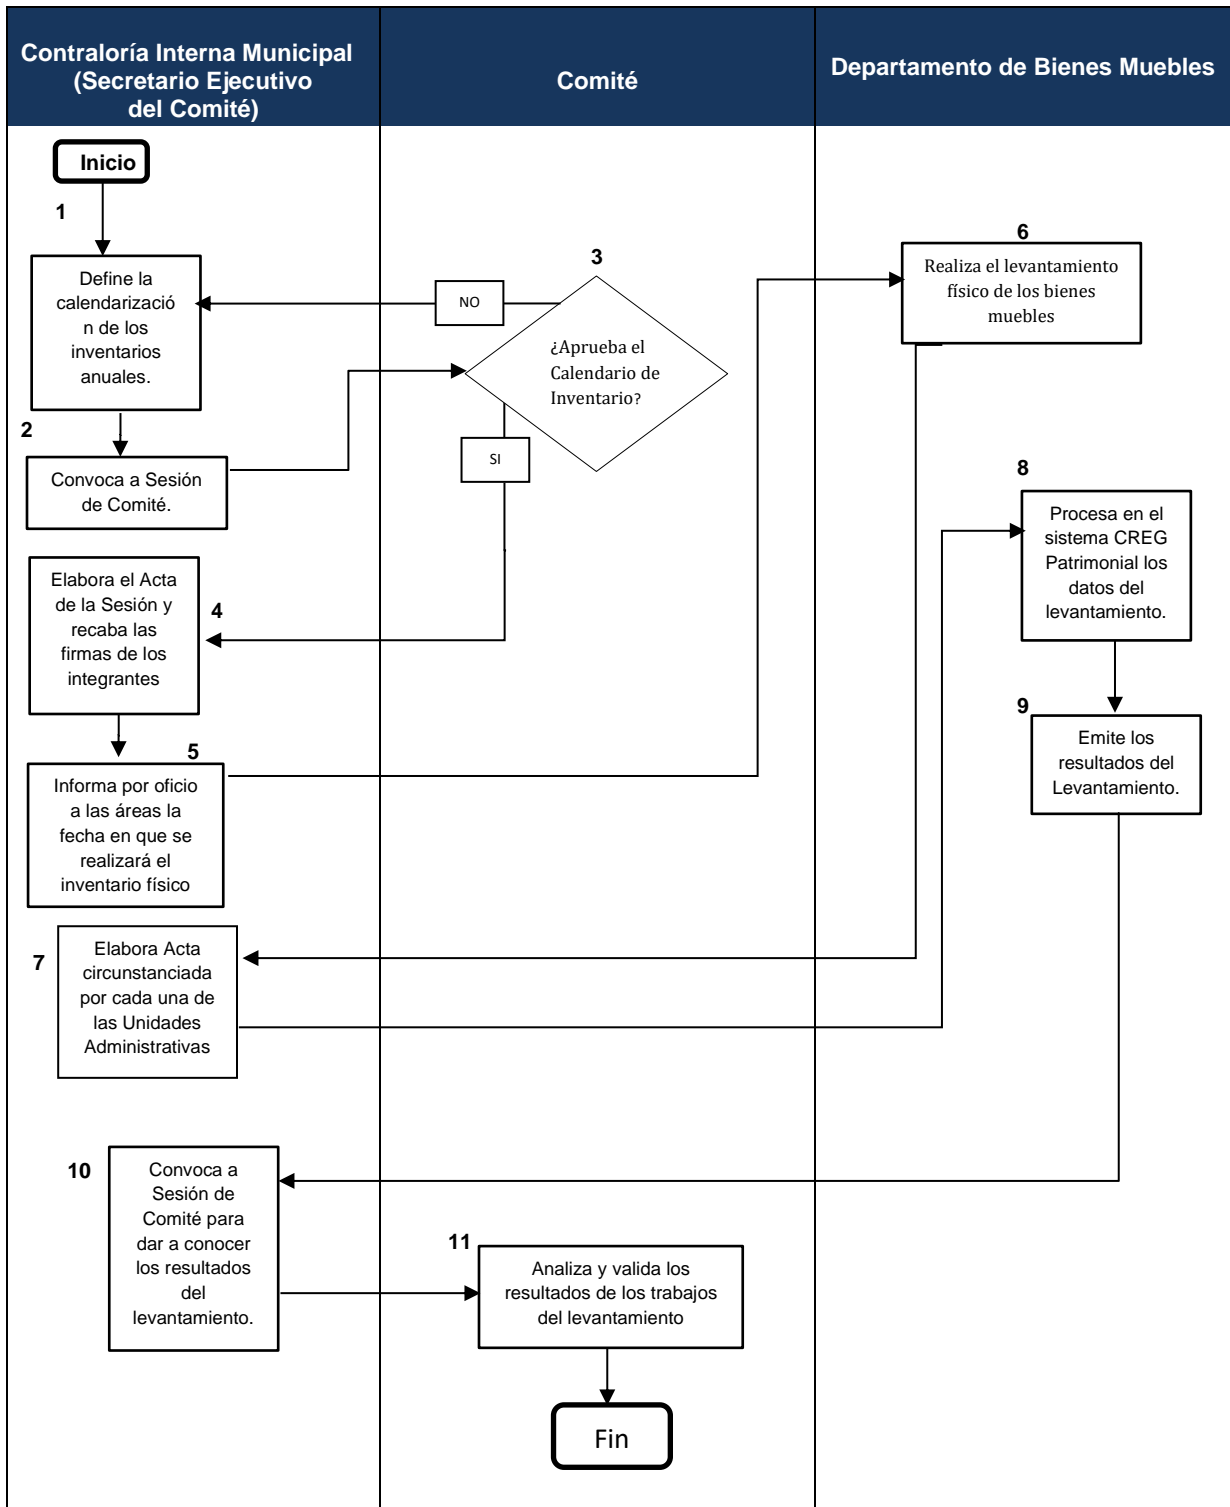 Contraloría Interna Municipal
(Secretario Ejecutivo
del Comité)
Comité
Departamento de Bienes Muebles
Inicio
1
Define la
calendarizació
n de los
inventarios
anuales.
2
Convoca a Sesión
de Comité.
3
¿Aprueba el
Calendario de
Inventario?
NO
SI
4
Elabora el Acta
de la Sesión y
recaba las
firmas de los
integrantes
5
Informa por oficio
a las áreas la
fecha en que se
realizará el
inventario físico
6
Realiza el levantamiento
físico de los bienes
muebles
7
Elabora Acta
circunstanciada
por cada una de
las Unidades
Administrativas
8
Procesa en el
sistema CREG
Patrimonial los
datos del
levantamiento.
9
Emite los
resultados del
Levantamiento.
10
Convoca a
Sesión de
Comité para
dar a conocer
los resultados
del
levantamiento.
11
Analiza y valida los
resultados de los trabajos
del levantamiento
Fin